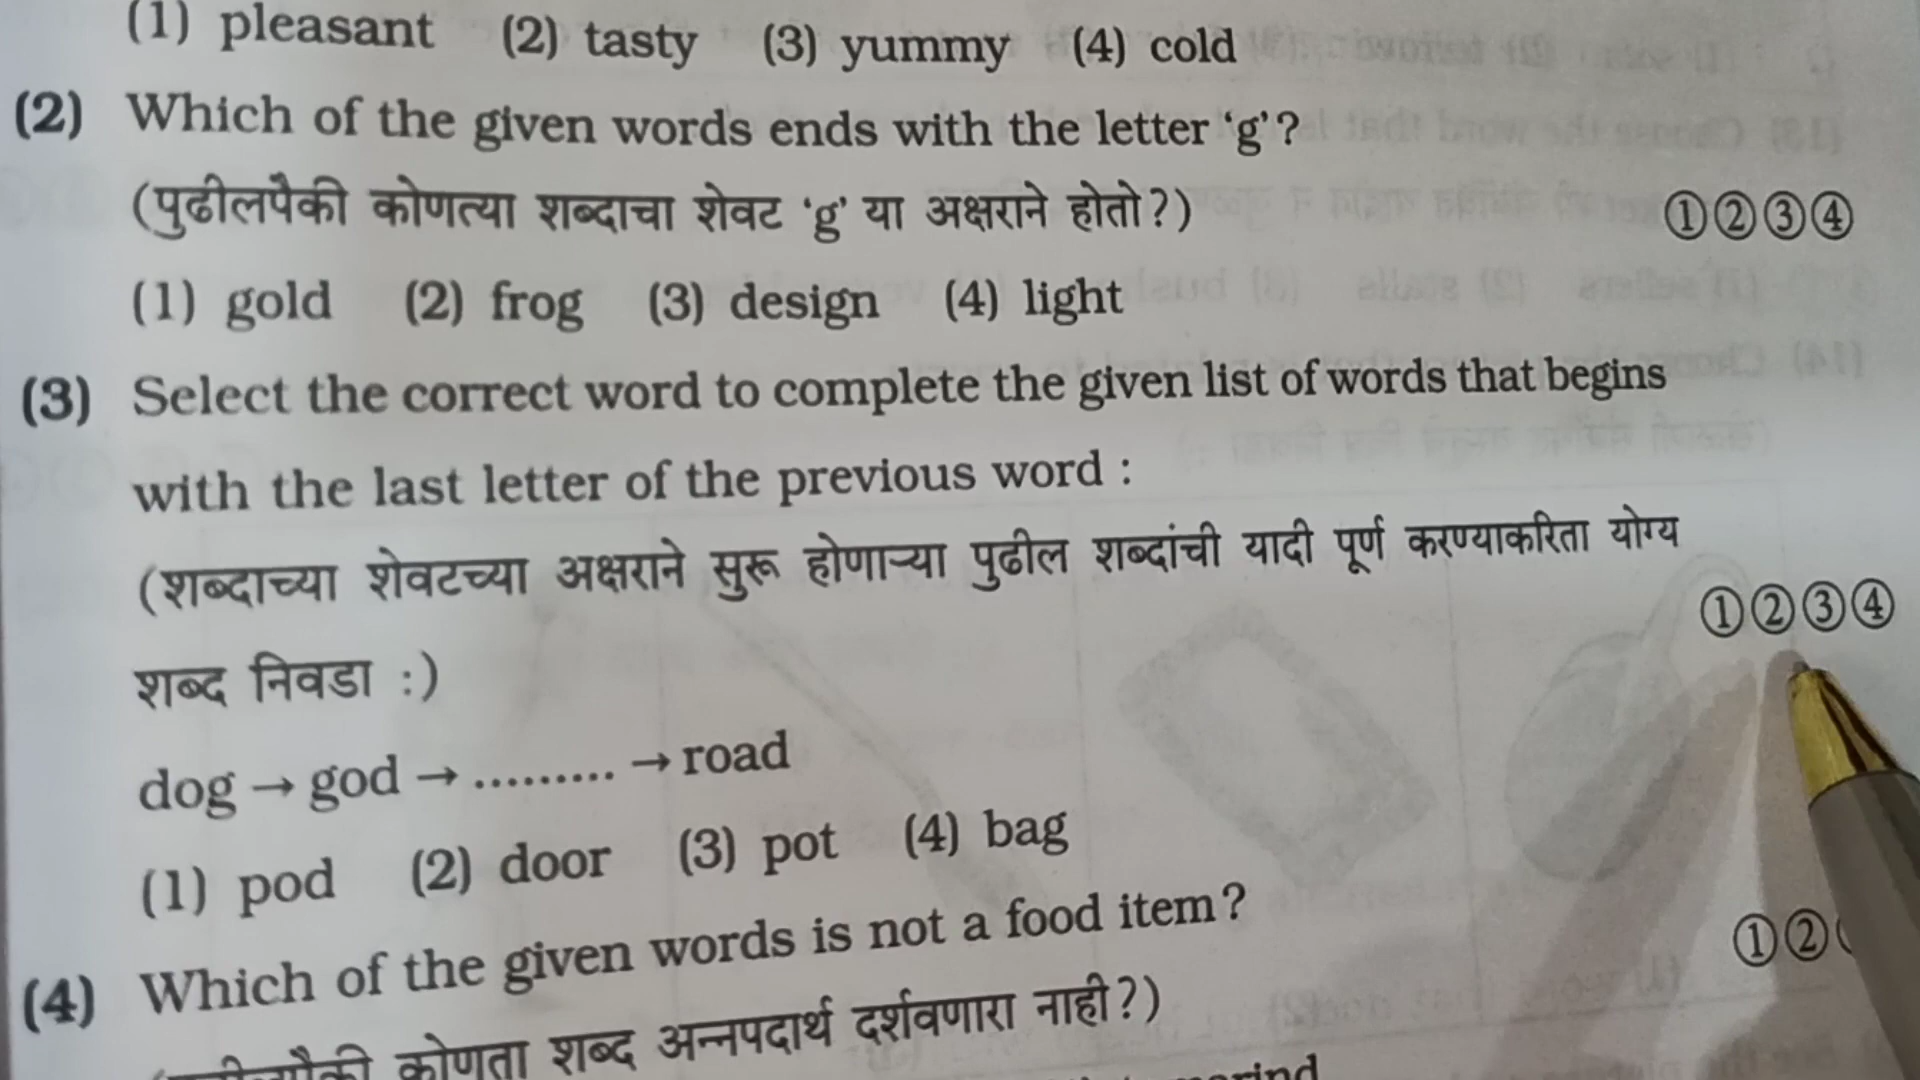 (1) pleasant (2) tasty (3) yummy (4) cold
(2) Which of the given words ends with the letter ‘g’?
(पुढीलपैकी कोणत्या शब्दाचा शेवट ‘g’ या अक्षराने होतो?) ①②③④
(1) gold (2) frog (3) design (4) light
(3) Select the correct word to complete the given list of words that begins
with the last letter of the previous word :
(शब्दाच्या शेवटच्या अक्षराने सुरू होणाऱ्या पुढील शब्दांची यादी पूर्ण करण्याकरिता योग्य
शब्द निवडा :) ①②③④
dog → god → ......... → road
(1) pod (2) door (3) pot (4) bag
(4) Which of the given words is not a food item? ①②
कोणता शब्द अन्नपदार्थ दर्शवणारा नाही?)